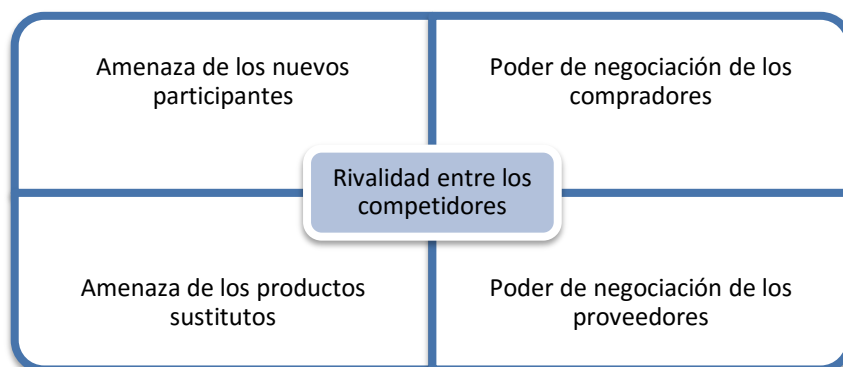 Amenaza de los nuevos
participantes
Poder de negociación de los
compradores
Rivalidad entre los
competidores
Amenaza de los productos
sustitutos
Poder de negociación de los
proveedores